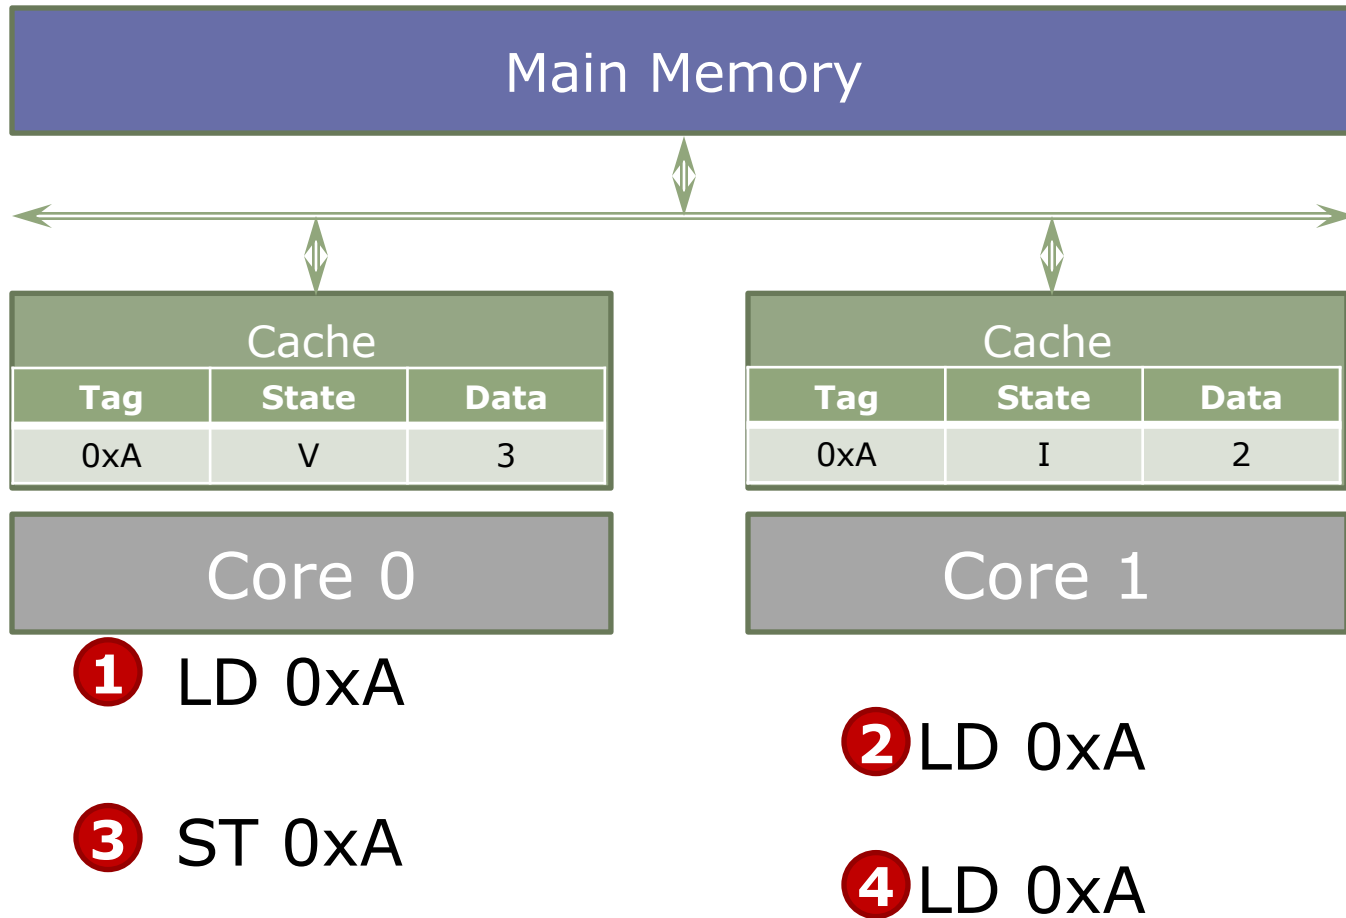 Main Memory
Cache
Tag State Data
0xA V 3
Core 0
Cache
Tag State Data
0xA I 2
Core 1
1 LD 0xA
2 LD 0xA
3 ST 0xA
4 LD 0xA